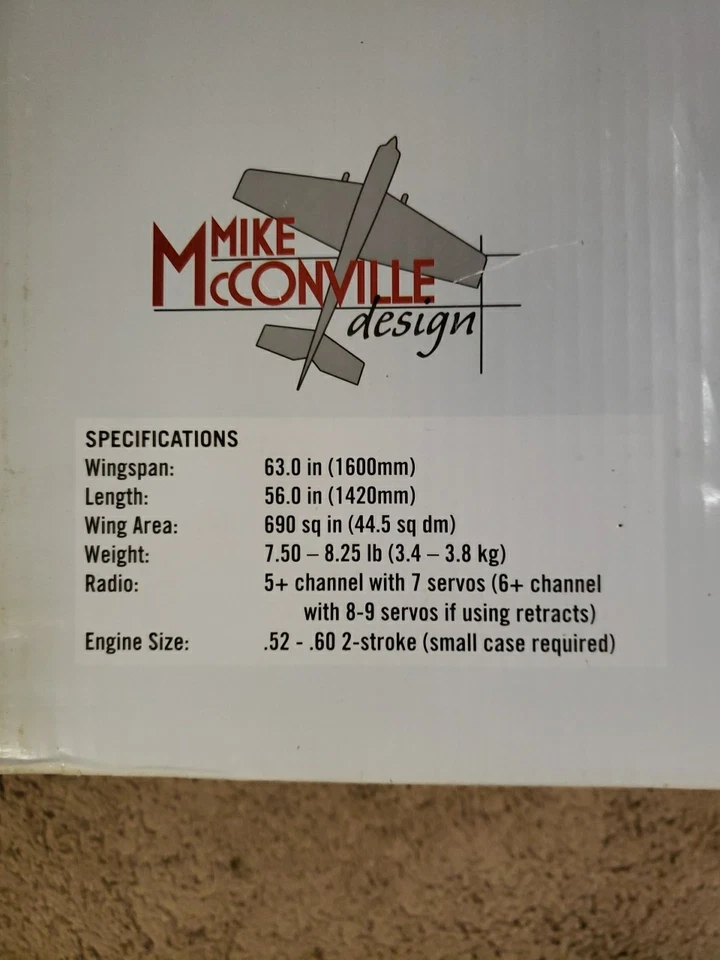 MIKE
McCONVILLE
design
SPECIFICATIONS
Wingspan: 63.0 in (1600mm)
Length: 56.0 in (1420mm)
Wing Area: 690 sq in (44.5 sq dm)
Weight: 7.50 – 8.25 lb (3.4 – 3.8 kg)
Radio: 5+ channel with 7 servos (6+ channel
with 8-9 servos if using retracts)
Engine Size: .52 - .60 2-stroke (small case required)